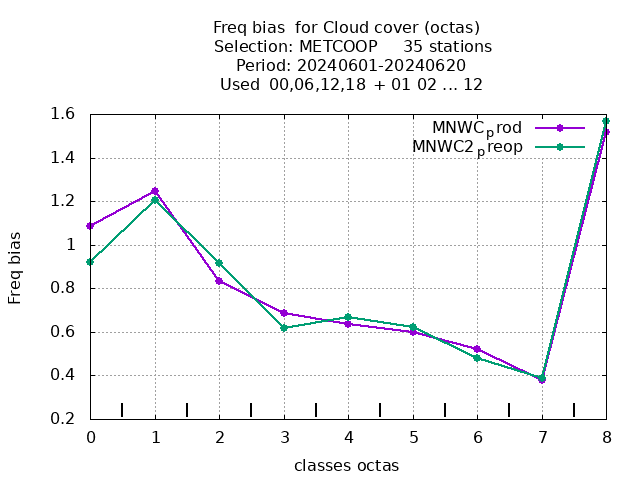 Freq bias for Cloud cover (octas)
Selection: METCOOP 35 stations
Period: 20240601-20240620
Used 00,06,12,18 + 01 02 ... 12
MNWC_prod
MNWC2_preop
1.6
1.4
1.2
1
0.8
0.6
0.4
0.2
Freq bias
0 1 2 3 4 5 6 7 8
classes octas